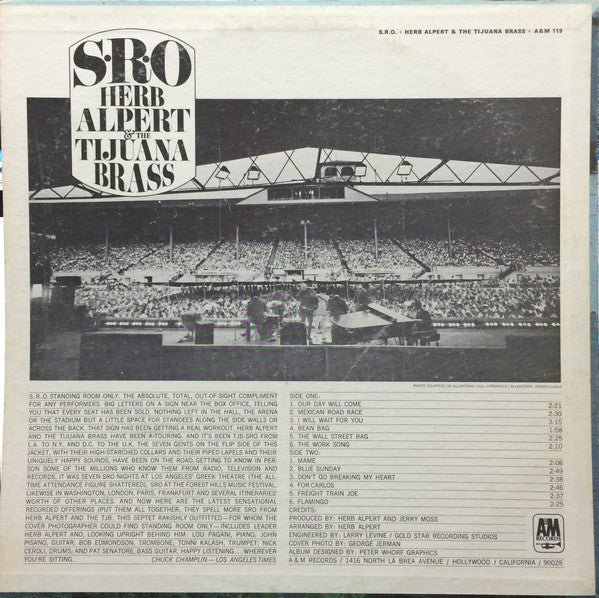 S.R.O. • HERB ALPERT & THE TIJUANA BRASS • A&M 119
S•R•O
HERB
ALPERT
& THE
TIJUANA
BRASS
PHOTO COURTESY OF ALLENTOWN CALL CHRONICLE / ALLENTOWN, PENNSYLVANIA
S. R. O. STANDING ROOM ONLY. THE ABSOLUTE, TOTAL, OUT-OF-SIGHT COMPLIMENT
FOR ANY PERFORMERS. BIG LETTERS ON A SIGN NEAR THE BOX OFFICE, TELLING
YOU THAT EVERY SEAT HAS BEEN SOLD. NOTHING LEFT IN THE HALL, THE ARENA
OR THE STADIUM BUT A LITTLE SPACE FOR STANDEES ALONG THE SIDE WALLS OR
ACROSS THE BACK. THAT SIGN HAS BEEN GETTING A REAL WORKOUT. HERB ALPERT
AND THE TIJUANA BRASS HAVE BEEN A-TOURING. AND IT'S BEEN TJB-SRO FROM
L.A. TO N.Y. AND D.C. TO THE U.K. THE SEVEN GENTS ON THE FLIP SIDE OF THIS
JACKET, WITH THEIR HIGH-STARCHED COLLARS AND THEIR PIPED LAPELS AND THEIR
UNIQUELY HAPPY SOUNDS, HAVE BEEN ON THE ROAD, GETTING TO KNOW IN PER-
SON SOME OF THE MILLIONS WHO KNOW THEM FROM RADIO, TELEVISION AND
RECORDS. IT WAS SEVEN SRO NIGHTS AT LOS ANGELES' GREEK THEATRE (THE ALL-
TIME ATTENDANCE FIGURE SHATTERED), SRO AT THE FOREST HILLS MUSIC FESTIVAL,
LIKEWISE IN WASHINGTON, LONDON, PARIS, FRANKFURT AND SEVERAL ITINERARIES'
WORTH OF OTHER PLACES. AND NOW HERE ARE THE LATEST SENSATIONAL
RECORDED OFFERINGS (PUT THEM ALL TOGETHER, THEY SPELL MORE SRO FROM
HERB ALPERT AND THE TJB. THIS SEPTET RAKISHLY OUTFITTED—FOR WHOM THE
COVER PHOTOGRAPHER COULD FIND STANDING ROOM ONLY—INCLUDES LEADER
HERB ALPERT AND, LOOKING UPRIGHT BEHIND HIM: LOU PAGANI, PIANO; JOHN
PISANO, GUITAR; BOB EDMONDSON, TROMBONE; TONNI KALASH, TRUMPET; NICK
CEROLI, DRUMS; AND PAT SENATORE, BASS GUITAR. HAPPY LISTENING . . . WHEREVER
YOU'RE SITTING. CHUCK CHAMPLIN — LOS ANGELES TIMES
SIDE ONE:
1. OUR DAY WILL COME 2:21
2. MEXICAN ROAD RACE 2:30
3. I WILL WAIT FOR YOU 3:15
4. BEAN BAG 1:58
5. THE WALL STREET RAG 2:25
6. THE WORK SONG 2:10
SIDE TWO:
1. MAME 2:08
2. BLUE SUNDAY 2:49
3. DON'T GO BREAKING MY HEART 2:38
4. FOR CARLOS 2:46
5. FREIGHT TRAIN JOE 2:37
6. FLAMINGO 2:25
CREDITS:
PRODUCED BY: HERB ALPERT AND JERRY MOSS
ARRANGED BY: HERB ALPERT
ENGINEERED BY: LARRY LEVINE / GOLD STAR RECORDING STUDIOS
COVER PHOTO BY: GEORGE JERMAN
ALBUM DESIGNED BY: PETER WHORF GRAPHICS
A & M RECORDS / 1416 NORTH LA BREA AVENUE / HOLLYWOOD / CALIFORNIA / 90028
A&M
RECORDS